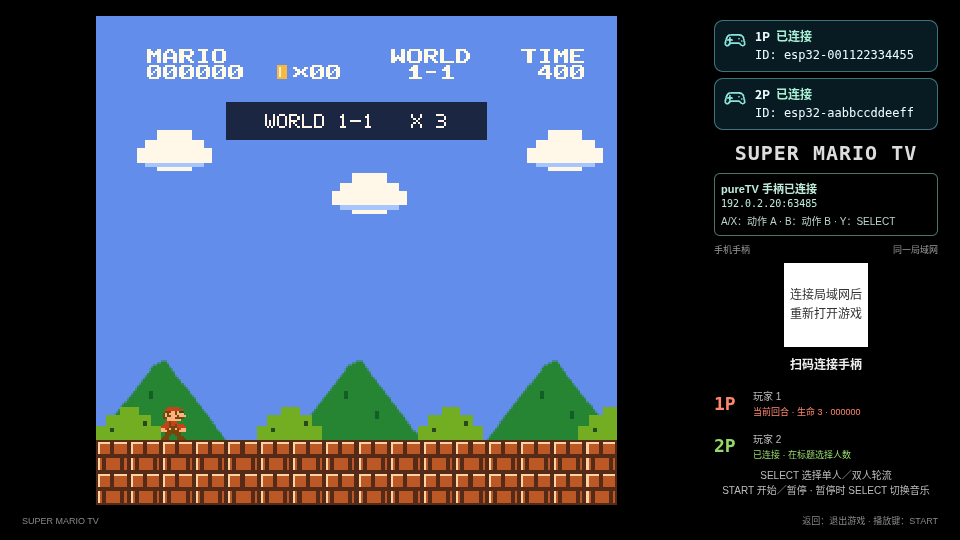 MARIO
000000
x00
WORLD
1-1
TIME
400
WORLD 1-1 X 3
1P 已连接
ID: esp32-001122334455
2P 已连接
ID: esp32-aabbccddeeff
SUPER MARIO TV
pureTV 手柄已连接
192.0.2.20:63485
A/X：动作 A · B：动作 B · Y：SELECT
手机手柄
同一局域网
连接局域网后
重新打开游戏
扫码连接手柄
1P
玩家 1
当前回合 · 生命 3 · 000000
2P
玩家 2
已连接 · 在标题选择人数
SELECT 选择单人／双人轮流
START 开始／暂停 · 暂停时 SELECT 切换音乐
SUPER MARIO TV
返回：退出游戏 · 播放键：START